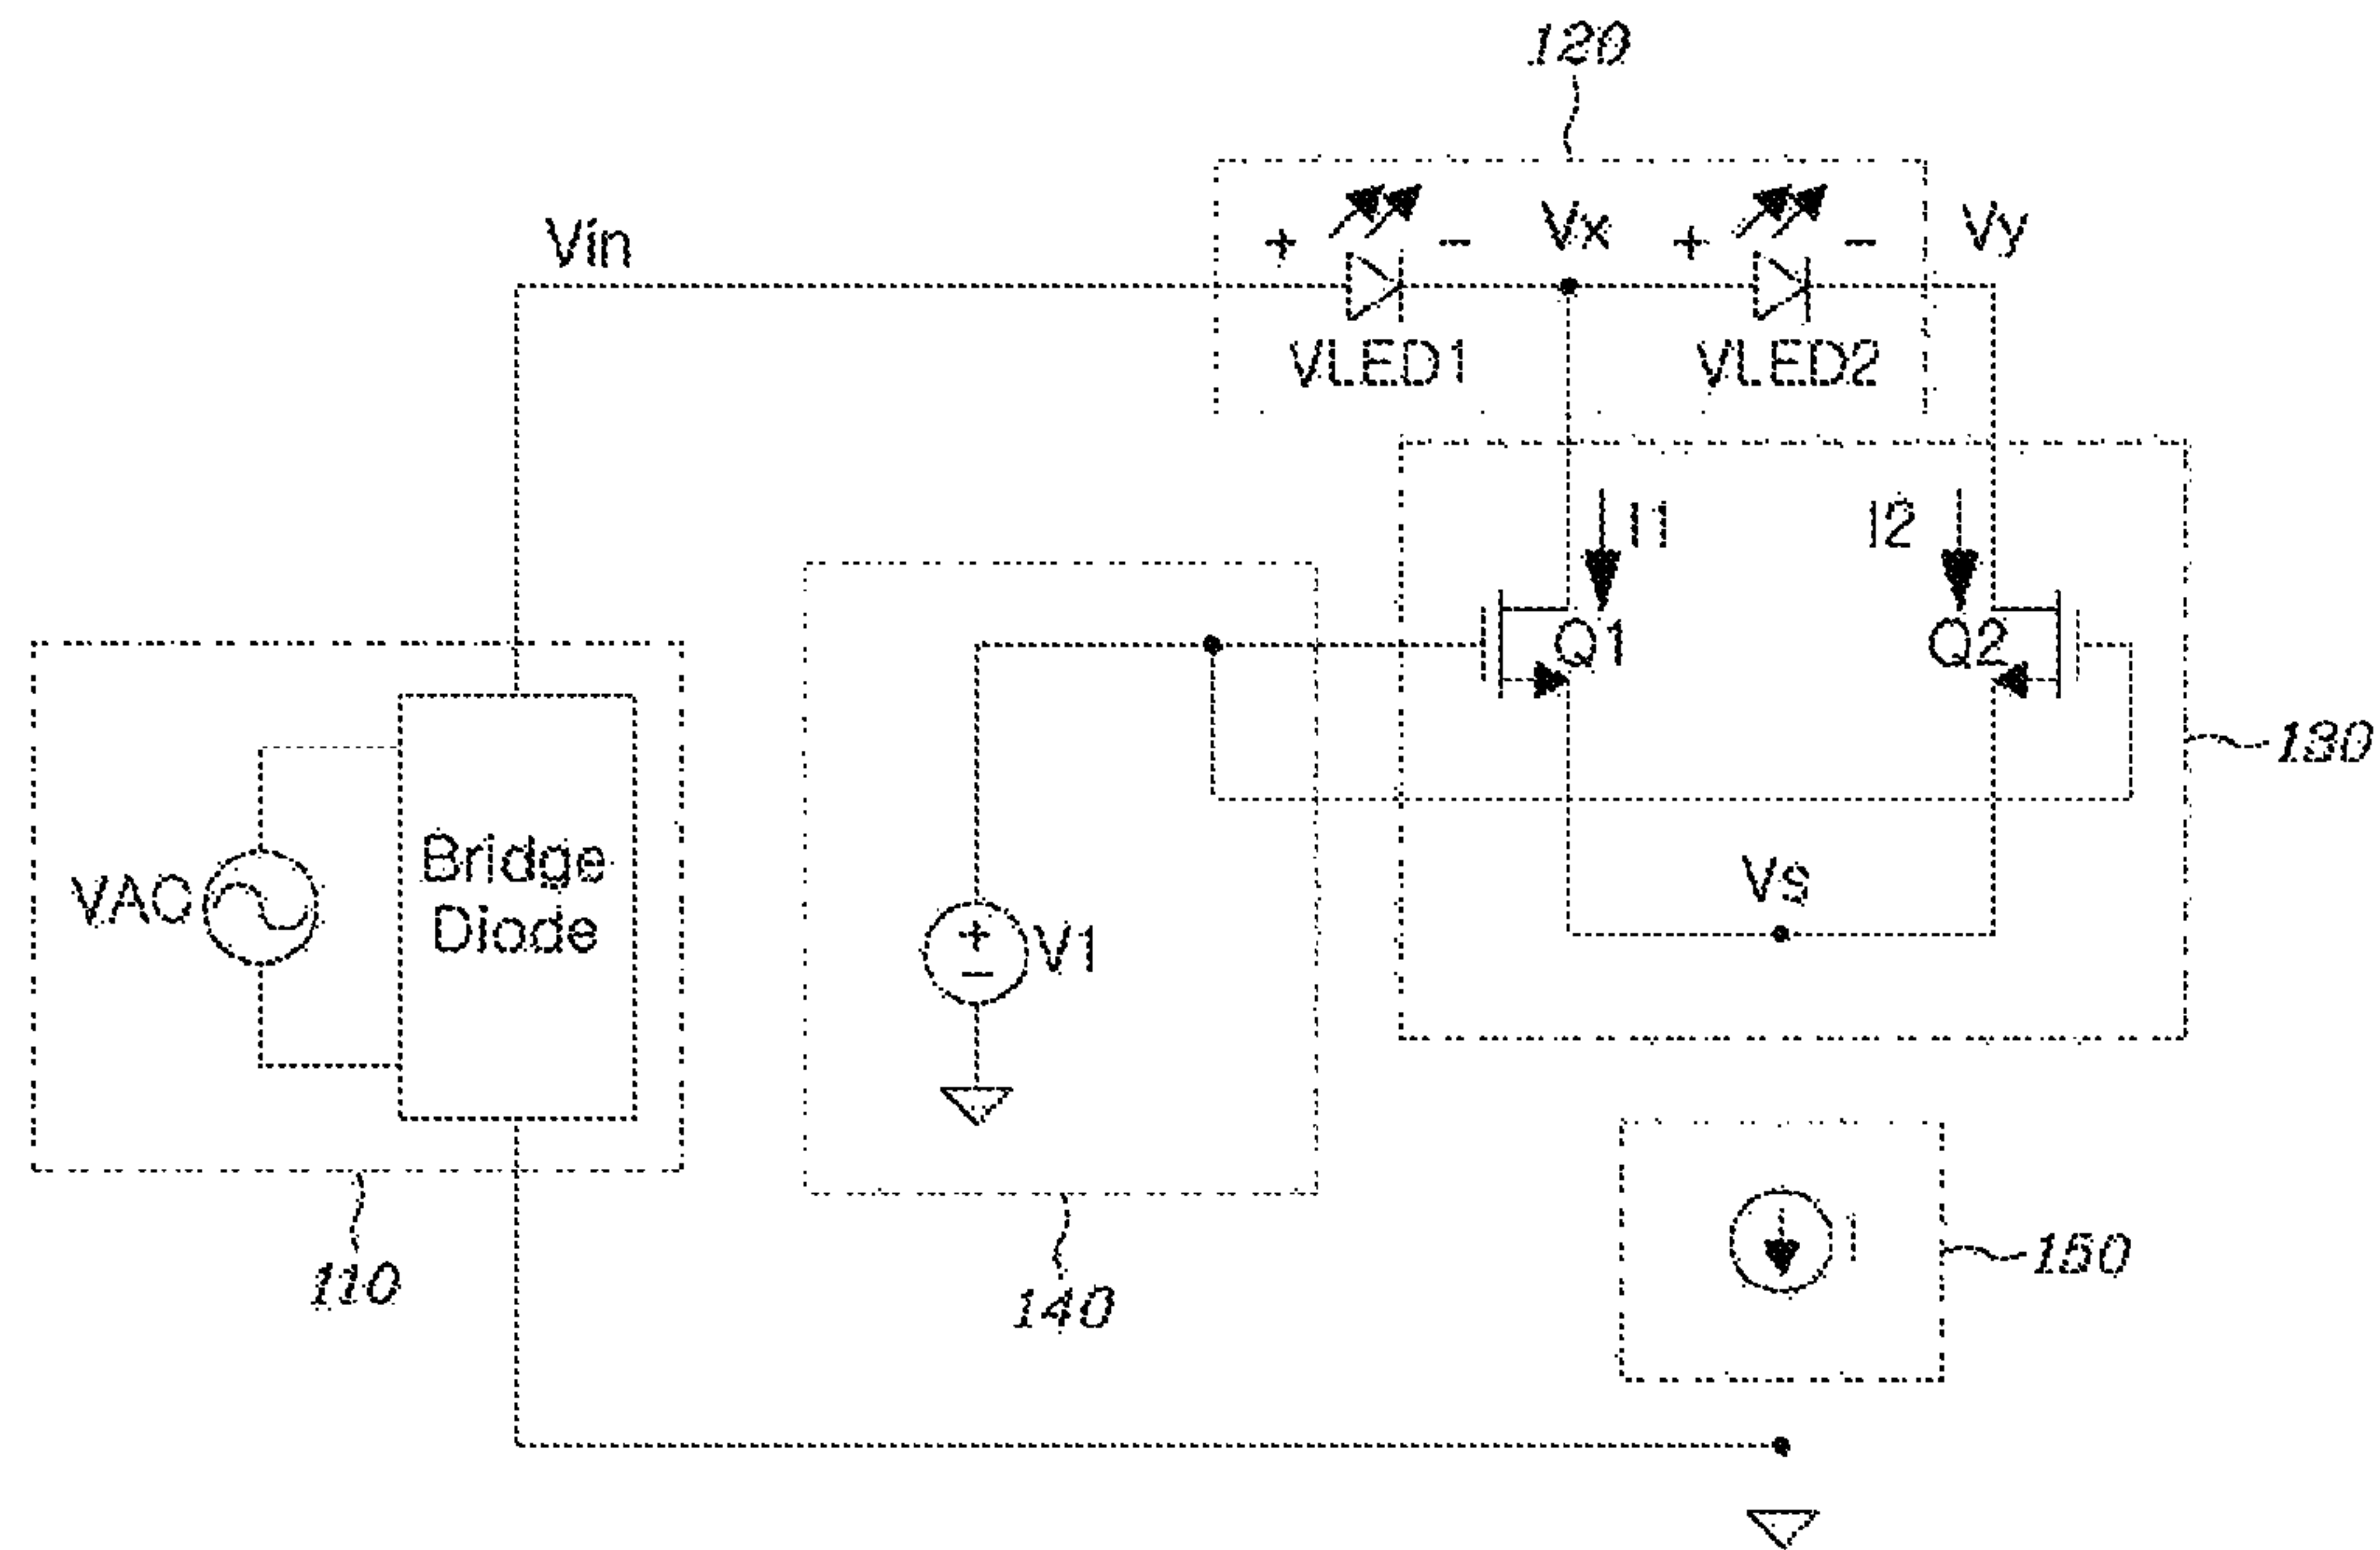 120
Vin
+ - Vx + - Vy
VLED1 VLED2
I1 I2
Q1 Q2
130
VAC
Bridge
Diode
Vs
+
-
V1
I
150
110
140